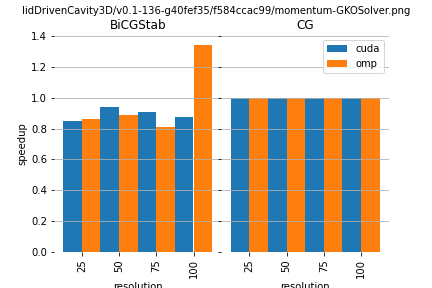 lidDrivenCavity3D/v0.1-136-g40fef35/f584ccac99/momentum-GKOSolver.png
BiCGStab
CG
1.4
1.2
1.0
0.8
0.6
0.4
0.2
0.0
speedup
cuda
omp
25
50
75
100
25
50
75
100
resolution
resolution